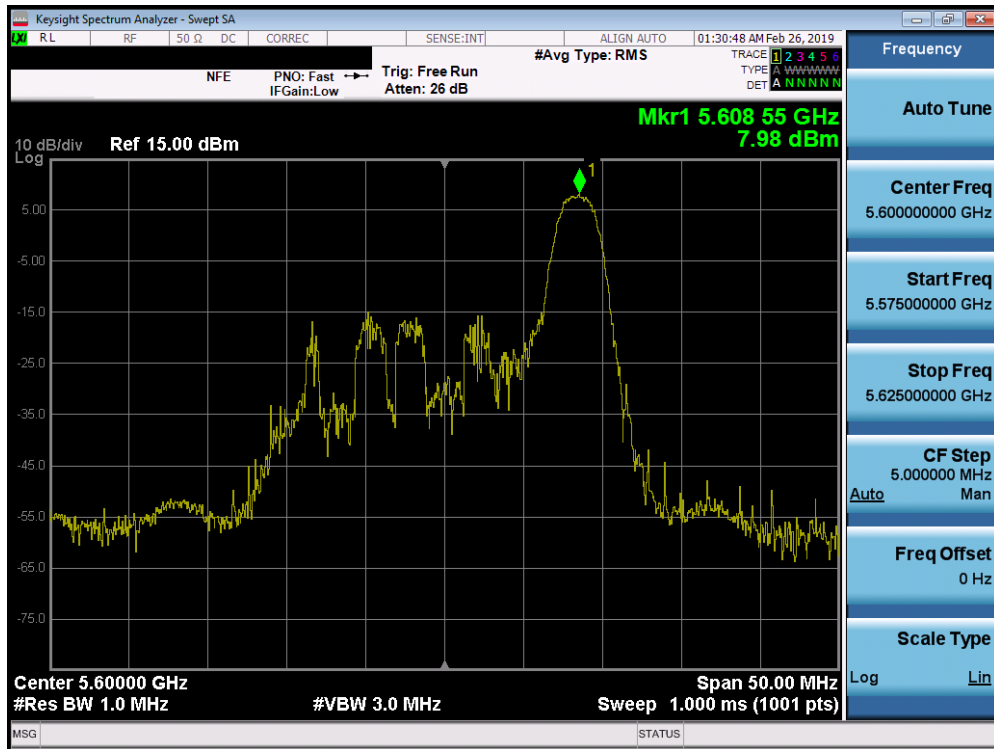 Keysight Spectrum Analyzer - Swept SA
LXI RL RF 50 Ω DC CORREC SENSE:INT ALIGN AUTO 01:30:48 AM Feb 26, 2019
#Avg Type: RMS
TRACE 1 2 3 4 5 6
TYPE A WWWWW
DET A N N N N N
NFE PNO: Fast Trig: Free Run
IFGain:Low Atten: 26 dB
Mkr1 5.608 55 GHz
7.98 dBm
10 dB/div Ref 15.00 dBm
Log
1
5.00
-5.00
-15.0
-25.0
-35.0
-45.0
-55.0
-65.0
-75.0
Center 5.60000 GHz Span 50.00 MHz
#Res BW 1.0 MHz #VBW 3.0 MHz Sweep 1.000 ms (1001 pts)
MSG STATUS
Frequency
Auto Tune
Center Freq
5.600000000 GHz
Start Freq
5.575000000 GHz
Stop Freq
5.625000000 GHz
CF Step
5.000000 MHz
Auto Man
Freq Offset
0 Hz
Scale Type
Log Lin